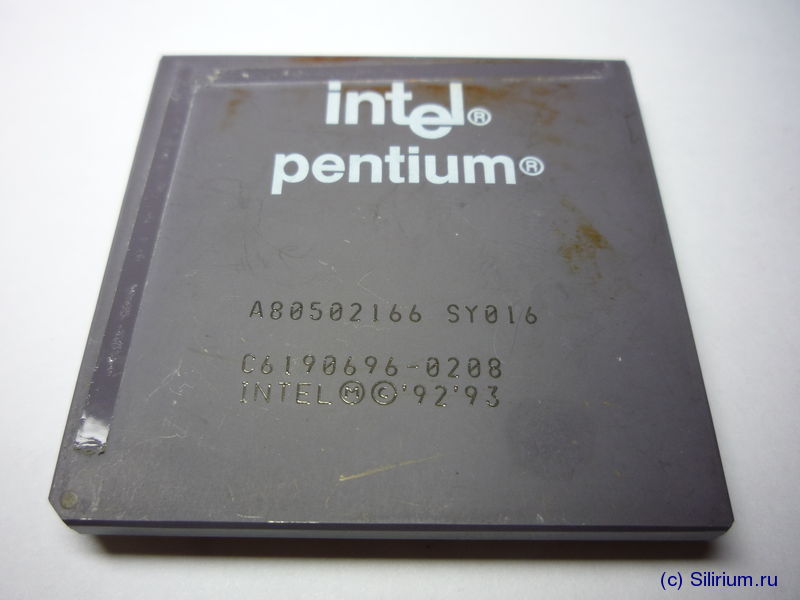 intel®
pentium®
A80502166 SY016
C6190696-0208
INTEL Ⓜ©'92'93
(c) Silirium.ru